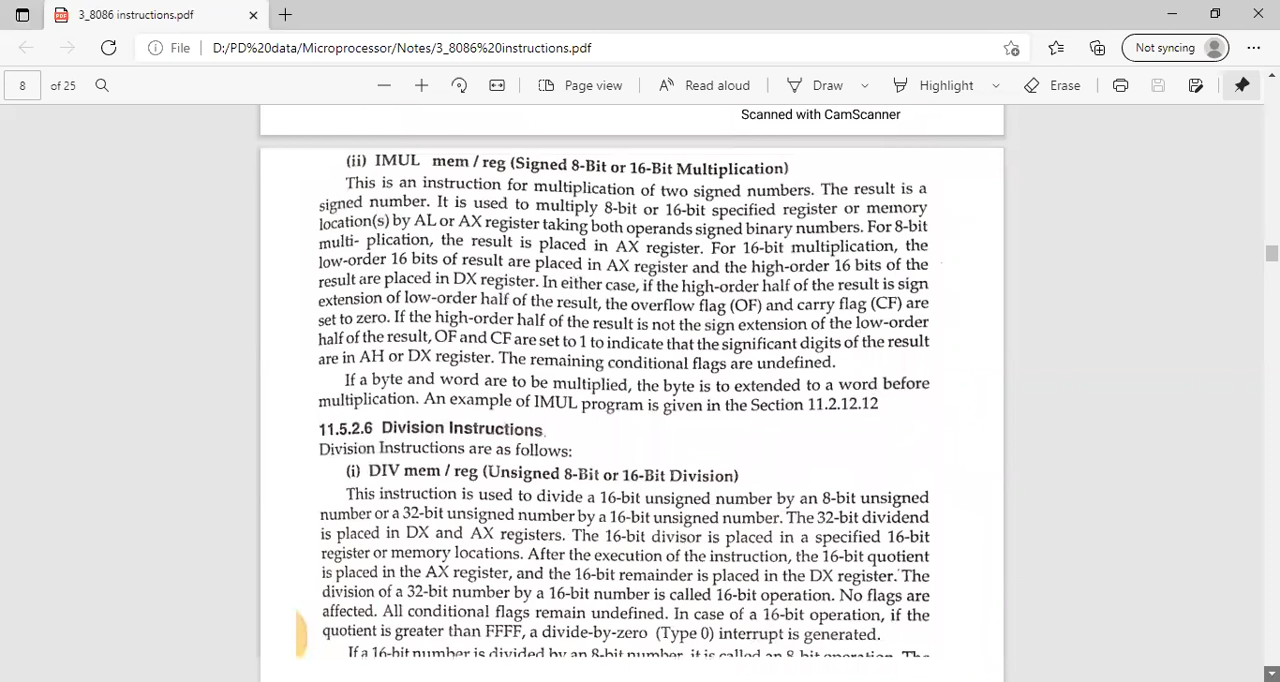 3_8086 instructions.pdf
File D:/PD%20data/Microprocessor/Notes/3_8086%20instructions.pdf Not syncing
8 of 25 Page view Read aloud Draw Highlight Erase
Scanned with CamScanner
(ii) IMUL mem / reg (Signed 8-Bit or 16-Bit Multiplication)
This is an instruction for multiplication of two signed numbers. The result is a
signed number. It is used to multiply 8-bit or 16-bit specified register or memory
location(s) by AL or AX register taking both operands signed binary numbers. For 8-bit
multi- plication, the result is placed in AX register. For 16-bit multiplication, the
low-order 16 bits of result are placed in AX register and the high-order 16 bits of the
result are placed in DX register. In either case, if the high-order half of the result is sign
extension of low-order half of the result, the overflow flag (OF) and carry flag (CF) are
set to zero. If the high-order half of the result is not the sign extension of the low-order
half of the result, OF and CF are set to 1 to indicate that the significant digits of the result
are in AH or DX register. The remaining conditional flags are undefined.
If a byte and word are to be multiplied, the byte is to extended to a word before
multiplication. An example of IMUL program is given in the Section 11.2.12.12
11.5.2.6 Division Instructions
Division Instructions are as follows:
(i) DIV mem / reg (Unsigned 8-Bit or 16-Bit Division)
This instruction is used to divide a 16-bit unsigned number by an 8-bit unsigned
number or a 32-bit unsigned number by a 16-bit unsigned number. The 32-bit dividend
is placed in DX and AX registers. The 16-bit divisor is placed in a specified 16-bit
register or memory locations. After the execution of the instruction, the 16-bit quotient
is placed in the AX register, and the 16-bit remainder is placed in the DX register. The
division of a 32-bit number by a 16-bit number is called 16-bit operation. No flags are
affected. All conditional flags remain undefined. In case of a 16-bit operation, if the
quotient is greater than FFFF, a divide-by-zero (Type 0) interrupt is generated.
If a 16-bit number is divided by an 8-bit number, it is called an 8 bit operation. The